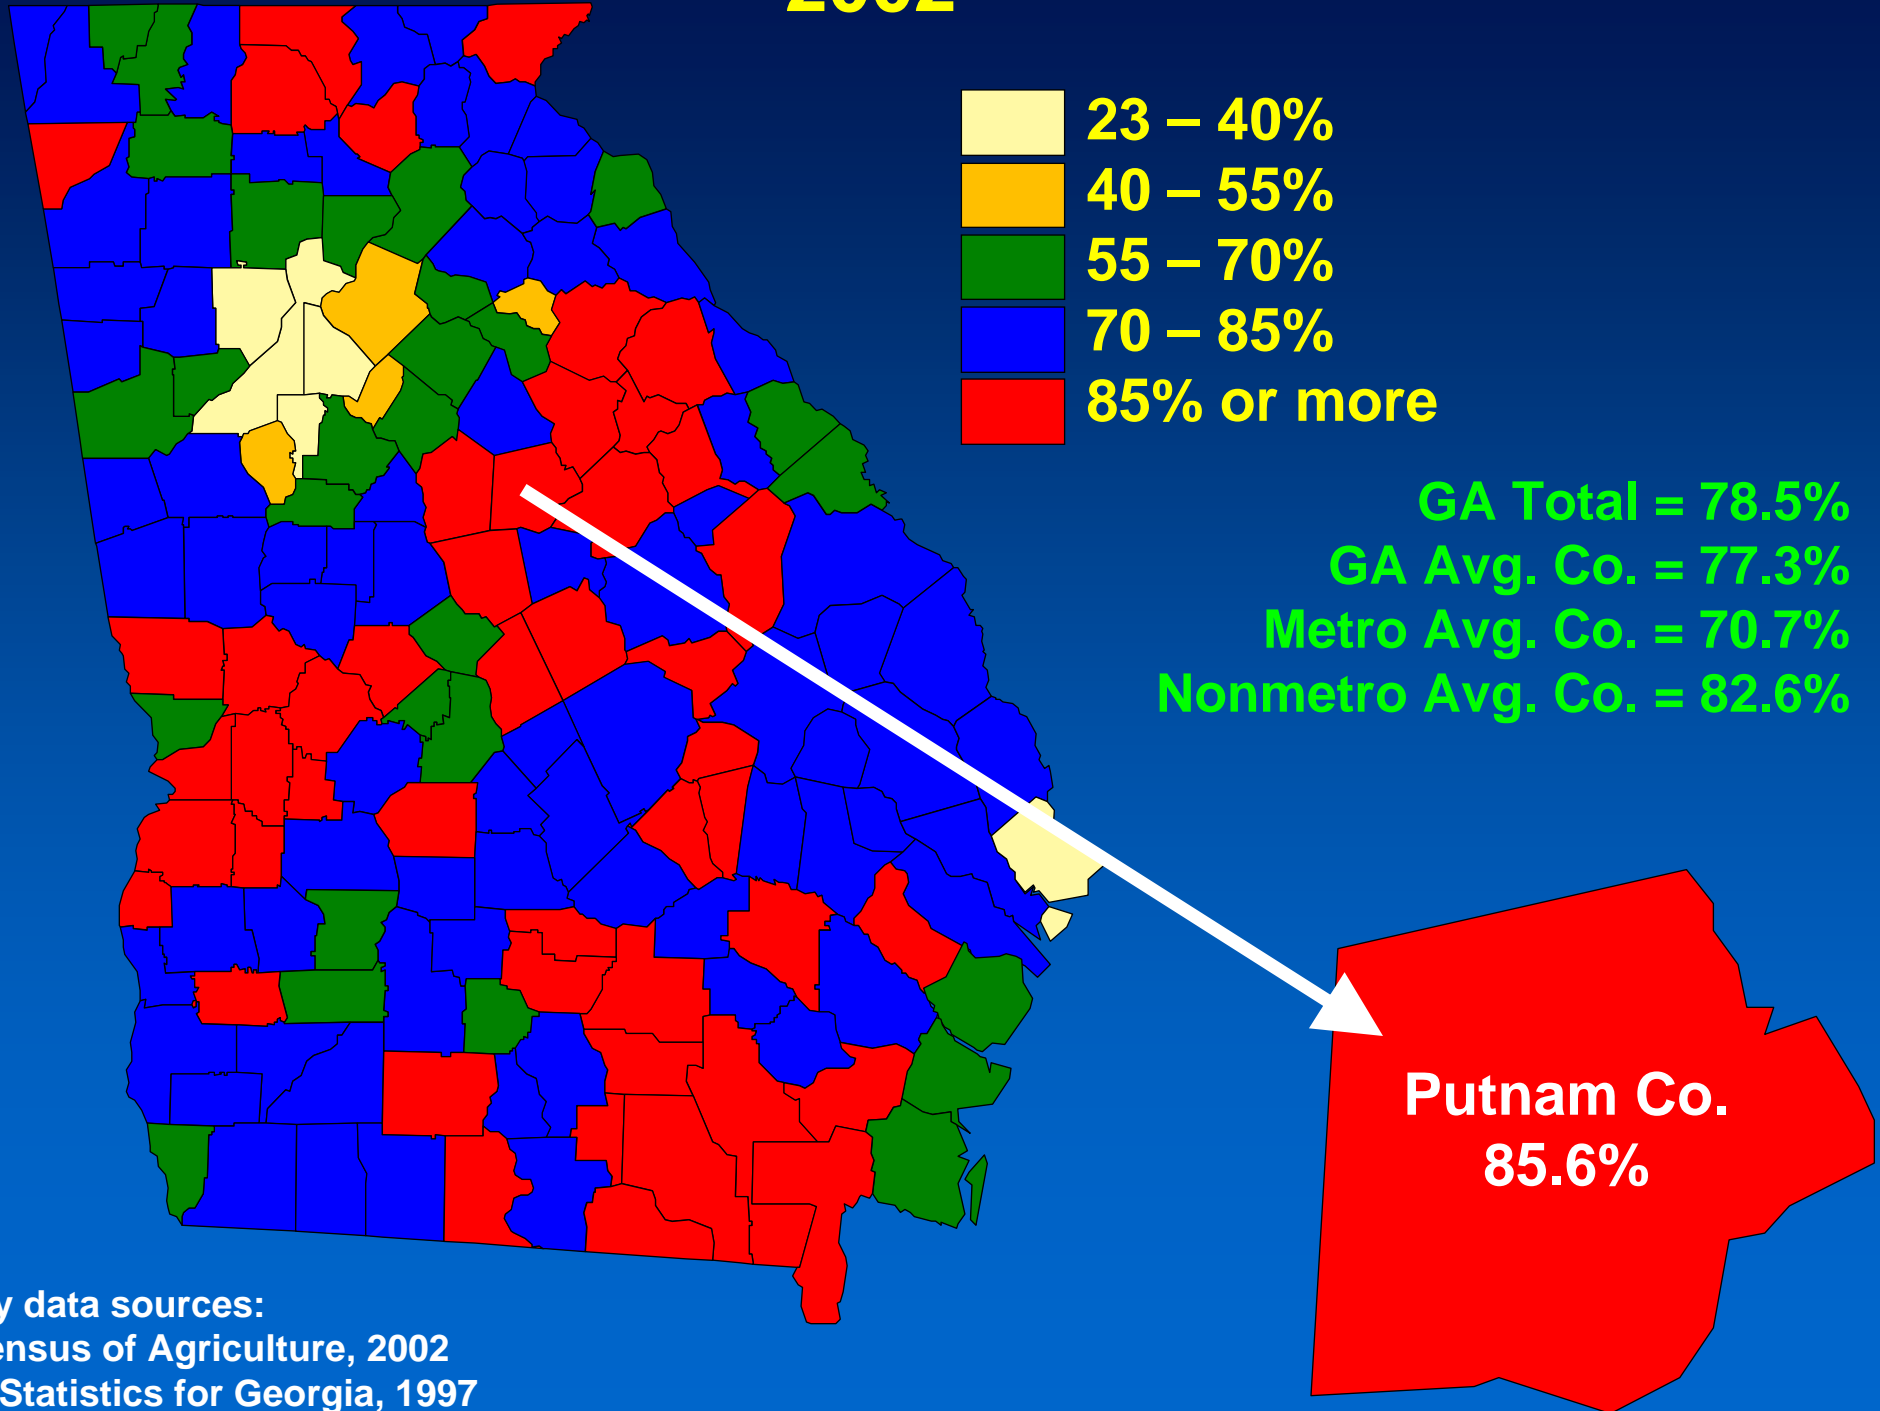 2002
23 – 40%
40 – 55%
55 – 70%
70 – 85%
85% or more
GA Total = 78.5%
GA Avg. Co. = 77.3%
Metro Avg. Co. = 70.7%
Nonmetro Avg. Co. = 82.6%
Putnam Co.
85.6%
y data sources:
ensus of Agriculture, 2002
Statistics for Georgia, 1997